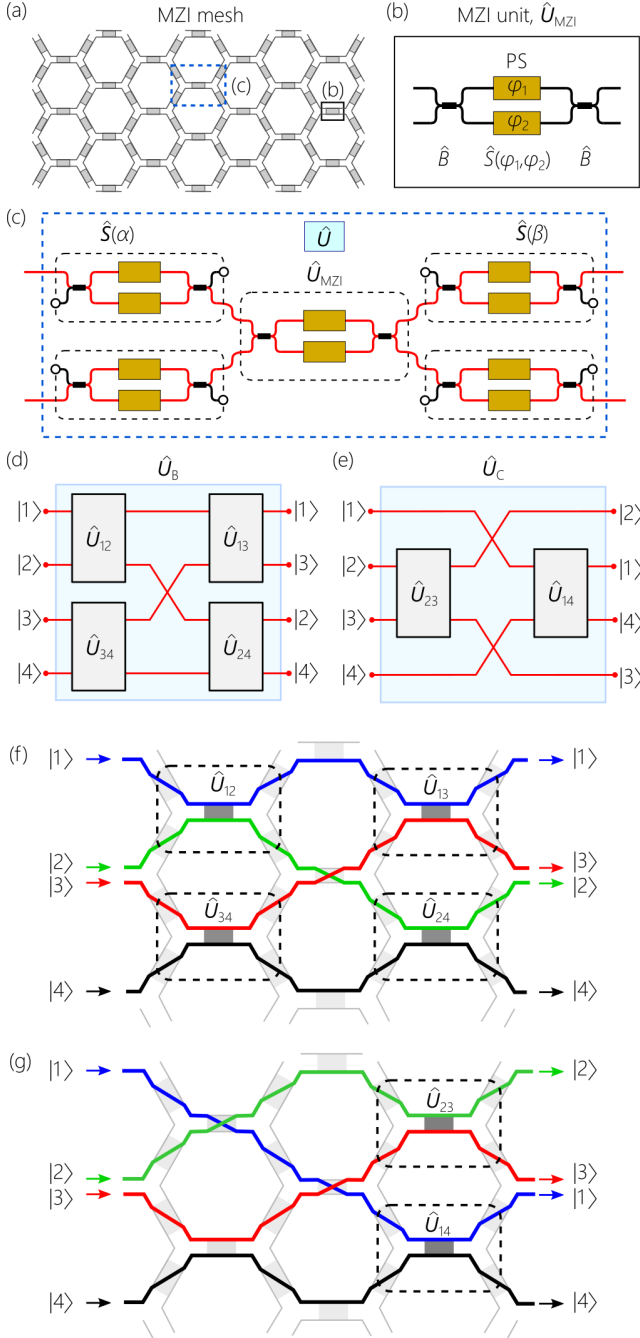 (a) MZI mesh
(c)
(b)
(b) MZI unit, Û_MZI
PS
φ₁
φ₂
B̂ Ŝ(φ₁,φ₂) B̂
(c) Ŝ(α) Û Ŝ(β)
Û_MZI
(d) Û_B
|1⟩ |1⟩
Û₁₂ Û₁₃
|2⟩ |3⟩
|3⟩ |2⟩
Û₃₄ Û₂₄
|4⟩ |4⟩
(e) Û_C
|1⟩ |2⟩
|2⟩ |1⟩
Û₂₃ Û₁₄
|3⟩ |4⟩
|4⟩ |3⟩
(f)
|1⟩ |1⟩
Û₁₂ Û₁₃
|2⟩ |3⟩
|3⟩ |2⟩
Û₃₄ Û₂₄
|4⟩ |4⟩
(g)
|1⟩ |2⟩
Û₂₃
|2⟩ |3⟩
|3⟩ |1⟩
Û₁₄
|4⟩ |4⟩